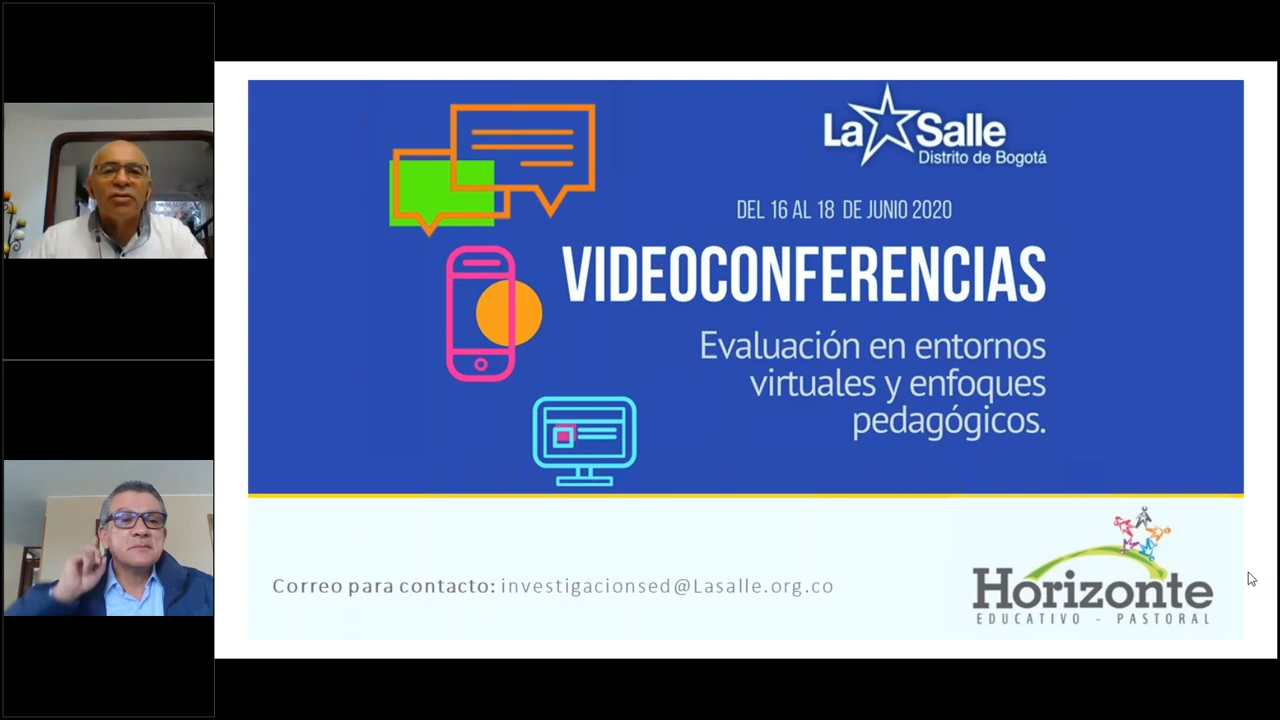 La Salle
Distrito de Bogotá
DEL 16 AL 18 DE JUNIO 2020
VIDEOCONFERENCIAS
Evaluación en entornos
virtuales y enfoques
pedagógicos.
Correo para contacto: investigacionsed@Lasalle.org.co
Horizonte
EDUCATIVO - PASTORAL